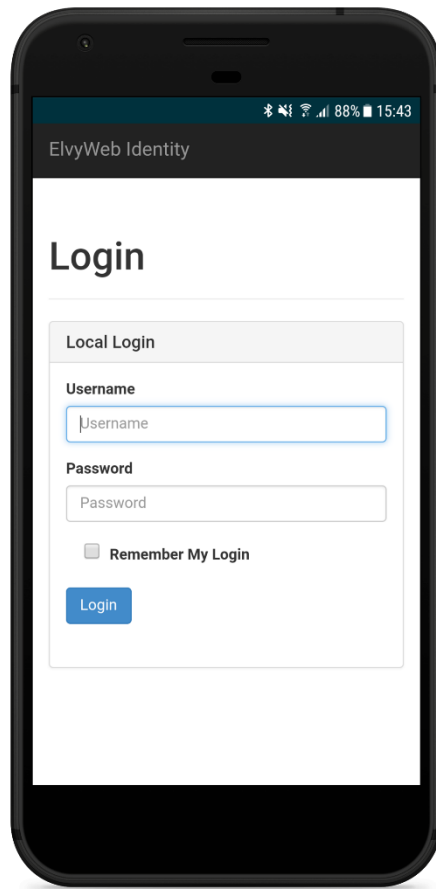 88% 15:43
ElvyWeb Identity
Login
Local Login
Username
Username
Password
Password
Remember My Login
Login